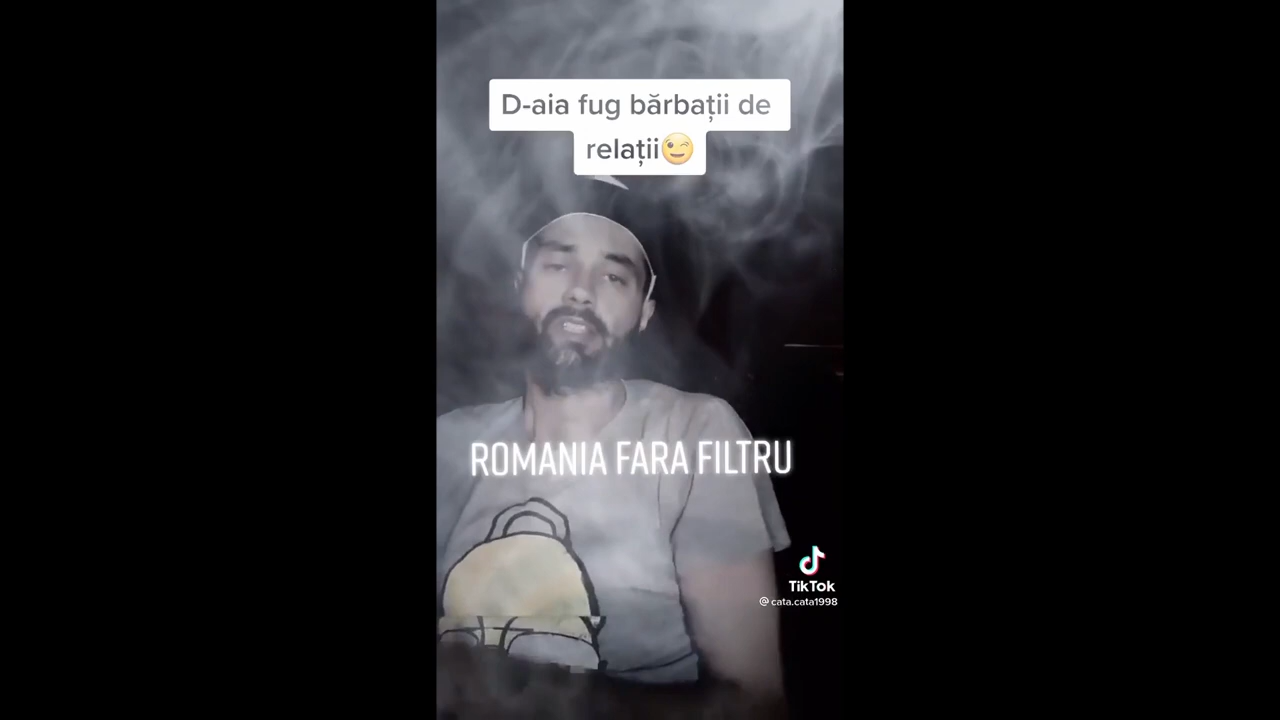 D-aia fug bărbații de
relații😉
ROMANIA FARA FILTRU
TikTok
@ cata.cata1998